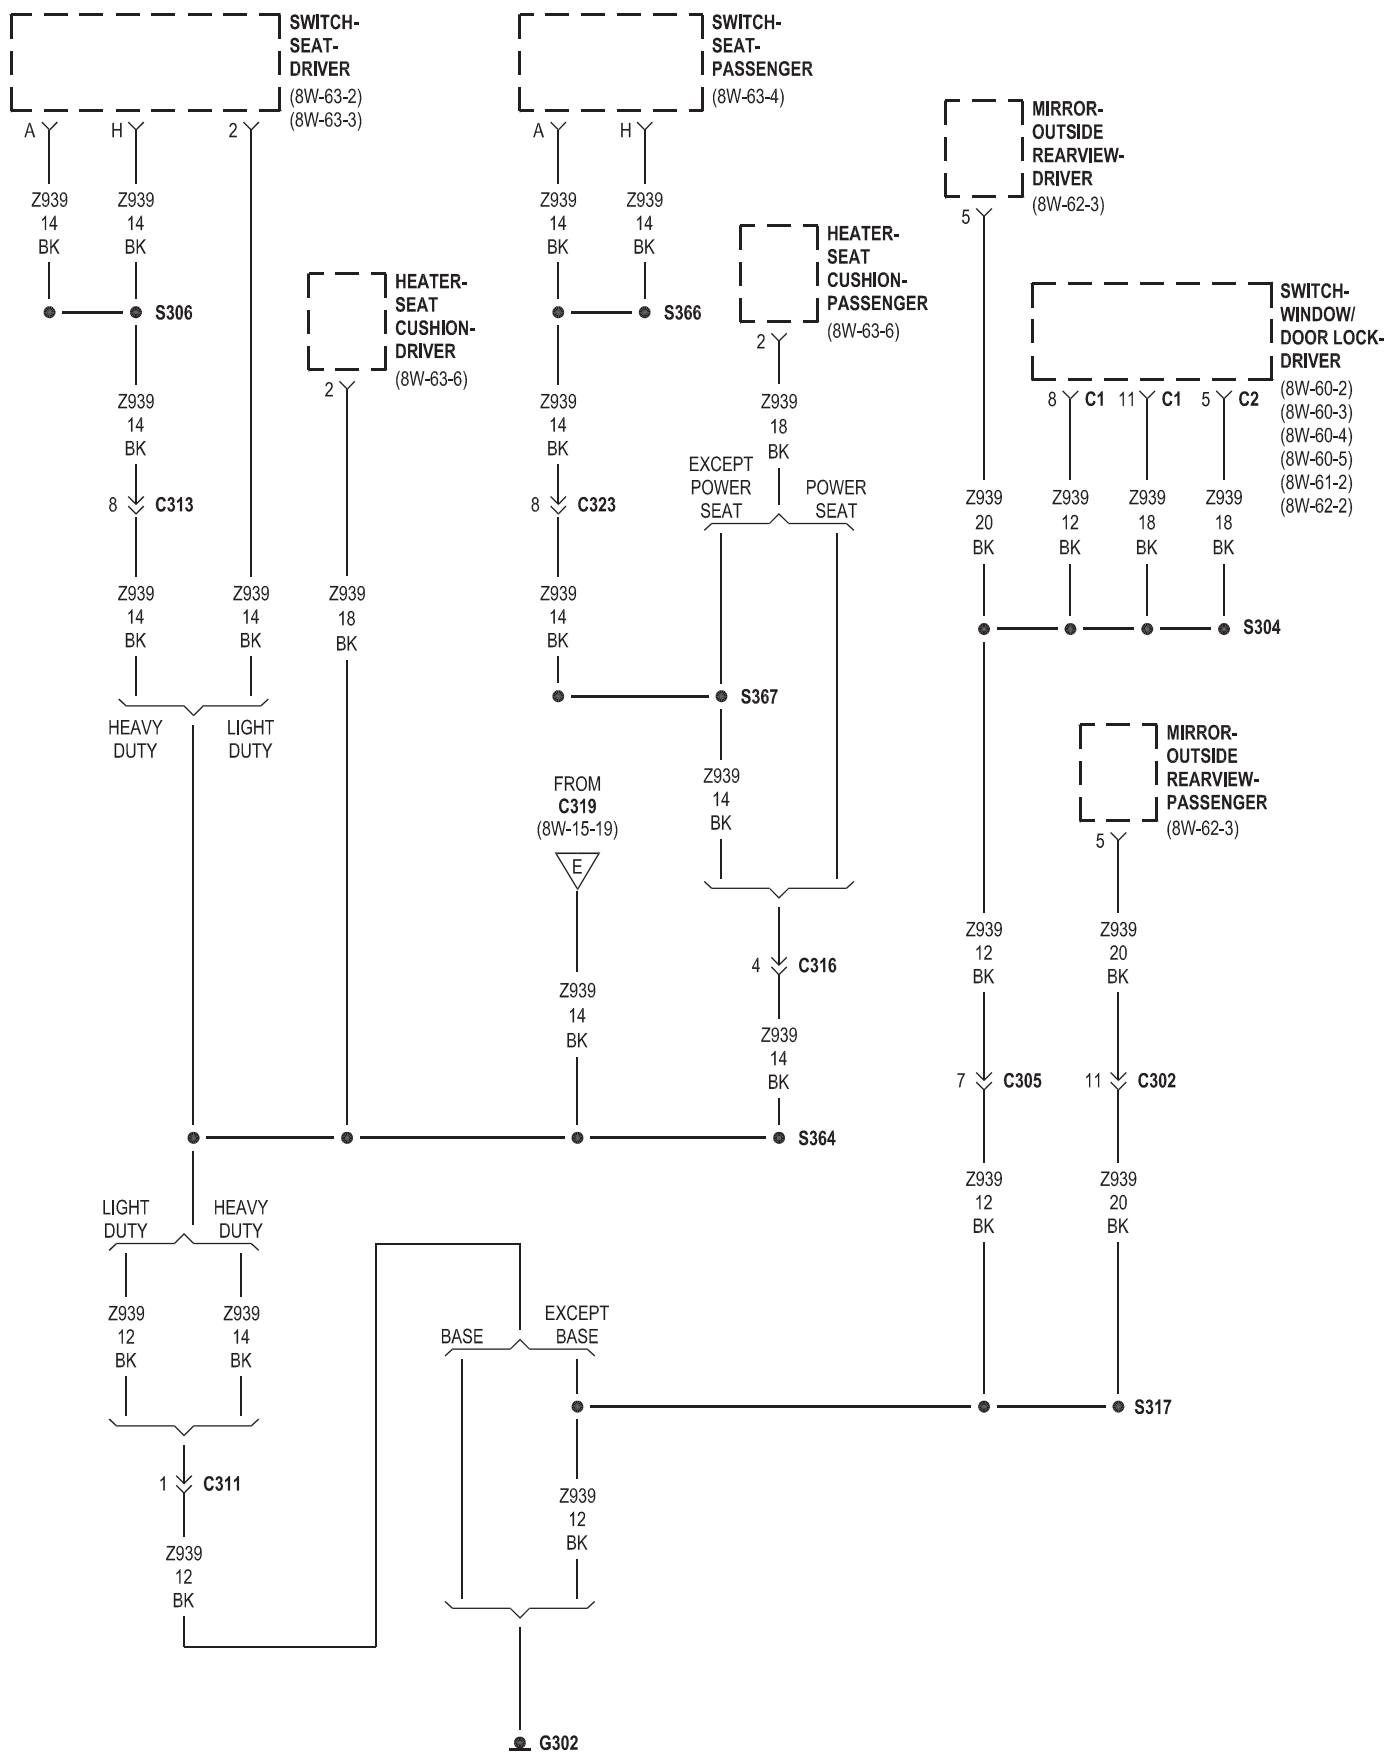 SWITCH-
SEAT-
DRIVER
(8W-63-2)
(8W-63-3)
A
H
2
Z939
14
BK
Z939
14
BK
S306
Z939
14
BK
8
C313
Z939
14
BK
Z939
14
BK
HEAVY
DUTY
LIGHT
DUTY
HEATER-
SEAT
CUSHION-
DRIVER
(8W-63-6)
2
Z939
18
BK
SWITCH-
SEAT-
PASSENGER
(8W-63-4)
A
H
Z939
14
BK
Z939
14
BK
S366
Z939
14
BK
8
C323
Z939
14
BK
HEATER-
SEAT
CUSHION-
PASSENGER
(8W-63-6)
2
Z939
18
BK
EXCEPT
POWER
SEAT
POWER
SEAT
S367
Z939
14
BK
FROM
C319
(8W-15-19)
E
Z939
14
BK
4
C316
Z939
14
BK
S364
MIRROR-
OUTSIDE
REARVIEW-
DRIVER
(8W-62-3)
5
Z939
20
BK
SWITCH-
WINDOW/
DOOR LOCK-
DRIVER
(8W-60-2)
(8W-60-3)
(8W-60-4)
(8W-60-5)
(8W-61-2)
(8W-62-2)
8 C1
11 C1
5 C2
Z939
12
BK
Z939
18
BK
Z939
18
BK
S304
MIRROR-
OUTSIDE
REARVIEW-
PASSENGER
(8W-62-3)
5
Z939
12
BK
Z939
20
BK
7
C305
11
C302
Z939
12
BK
Z939
20
BK
S317
LIGHT
DUTY
HEAVY
DUTY
Z939
12
BK
Z939
14
BK
1
C311
Z939
12
BK
BASE
EXCEPT
BASE
Z939
12
BK
G302